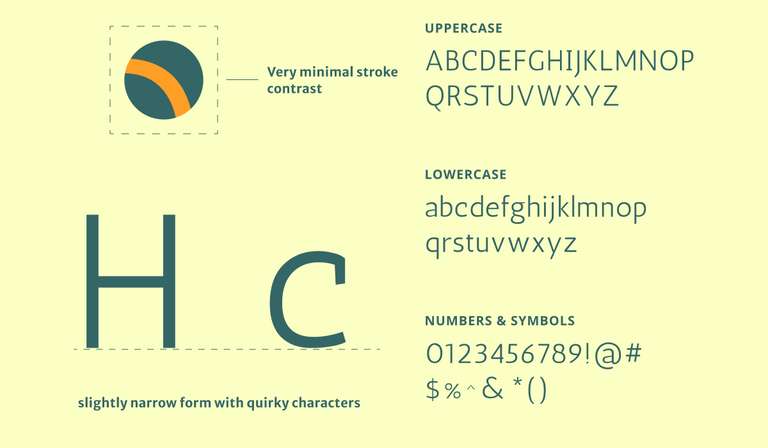 Very minimal stroke
contrast
H c
slightly narrow form with quirky characters
UPPERCASE
ABCDEFGHIJKLMNOP
QRSTUVWXYZ
LOWERCASE
abcdefghijklmnop
qrstuvwxyz
NUMBERS & SYMBOLS
0123456789!@#
$%^&*()